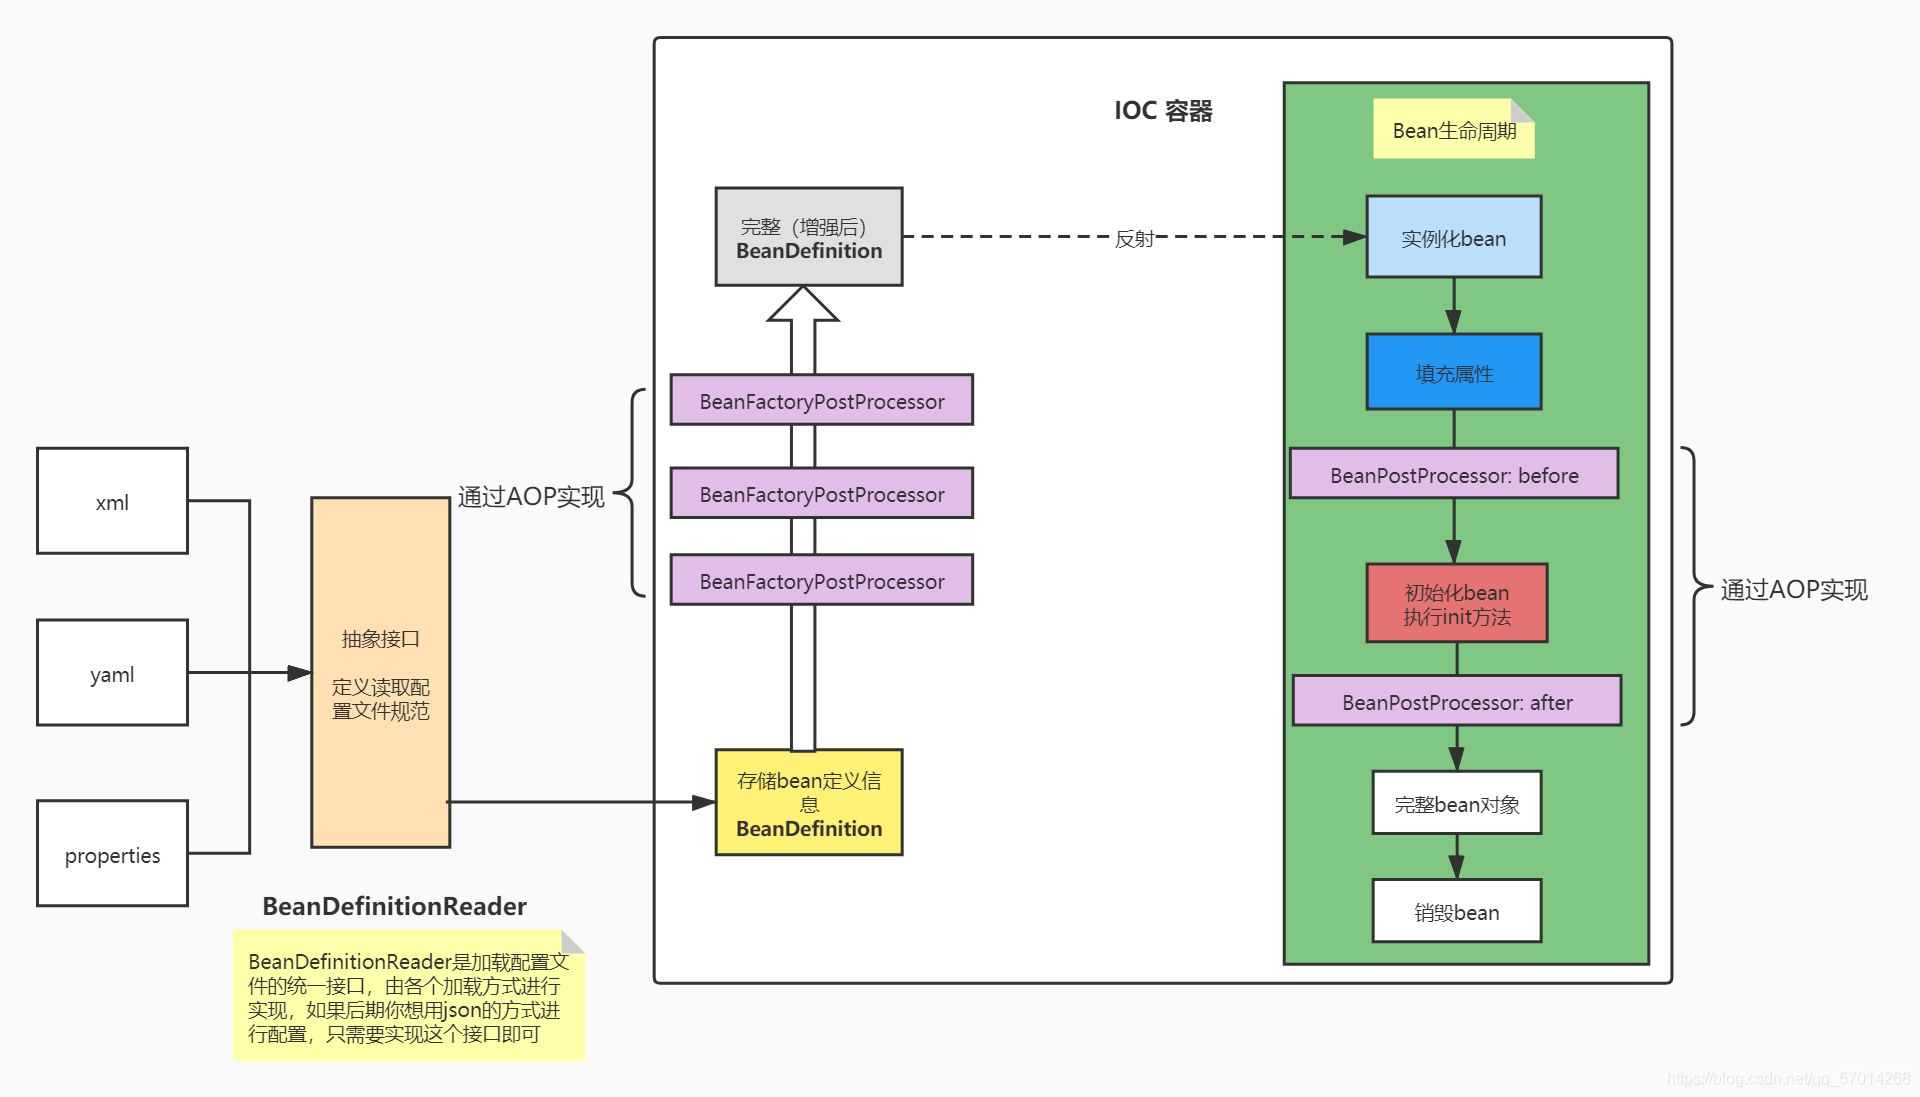 IOC 容器
Bean生命周期
完整（增强后）
BeanDefinition
反射
实例化bean
填充属性
BeanFactoryPostProcessor
BeanFactoryPostProcessor
BeanFactoryPostProcessor
通过AOP实现
BeanPostProcessor: before
初始化bean
执行init方法
BeanPostProcessor: after
通过AOP实现
完整bean对象
销毁bean
xml
yaml
properties
抽象接口
定义读取配
置文件规范
存储bean定义信
息
BeanDefinition
BeanDefinitionReader
BeanDefinitionReader是加载配置文
件的统一接口，由各个加载方式进行
实现，如果后期你想用json的方式进
行配置，只需要实现这个接口即可
https://blog.csdn.net/qq_57014268